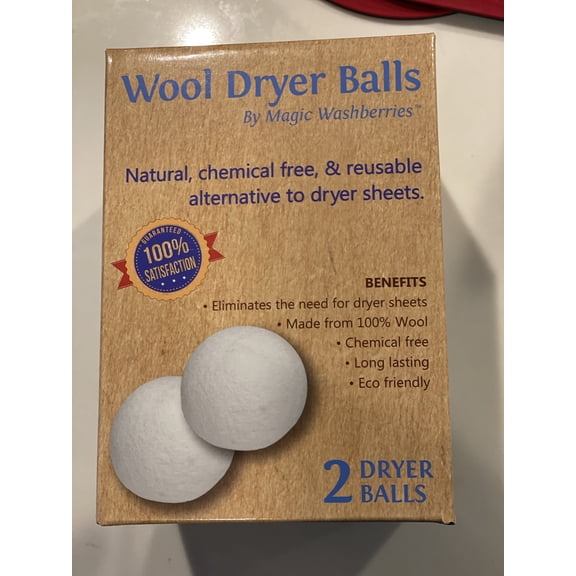 Wool Dryer Balls
By Magic Washberries™
Natural, chemical free, & reusable
alternative to dryer sheets.
GUARANTEED
100%
SATISFACTION
BENEFITS
• Eliminates the need for dryer sheets
• Made from 100% Wool
• Chemical free
• Long lasting
• Eco friendly
2 DRYER
BALLS